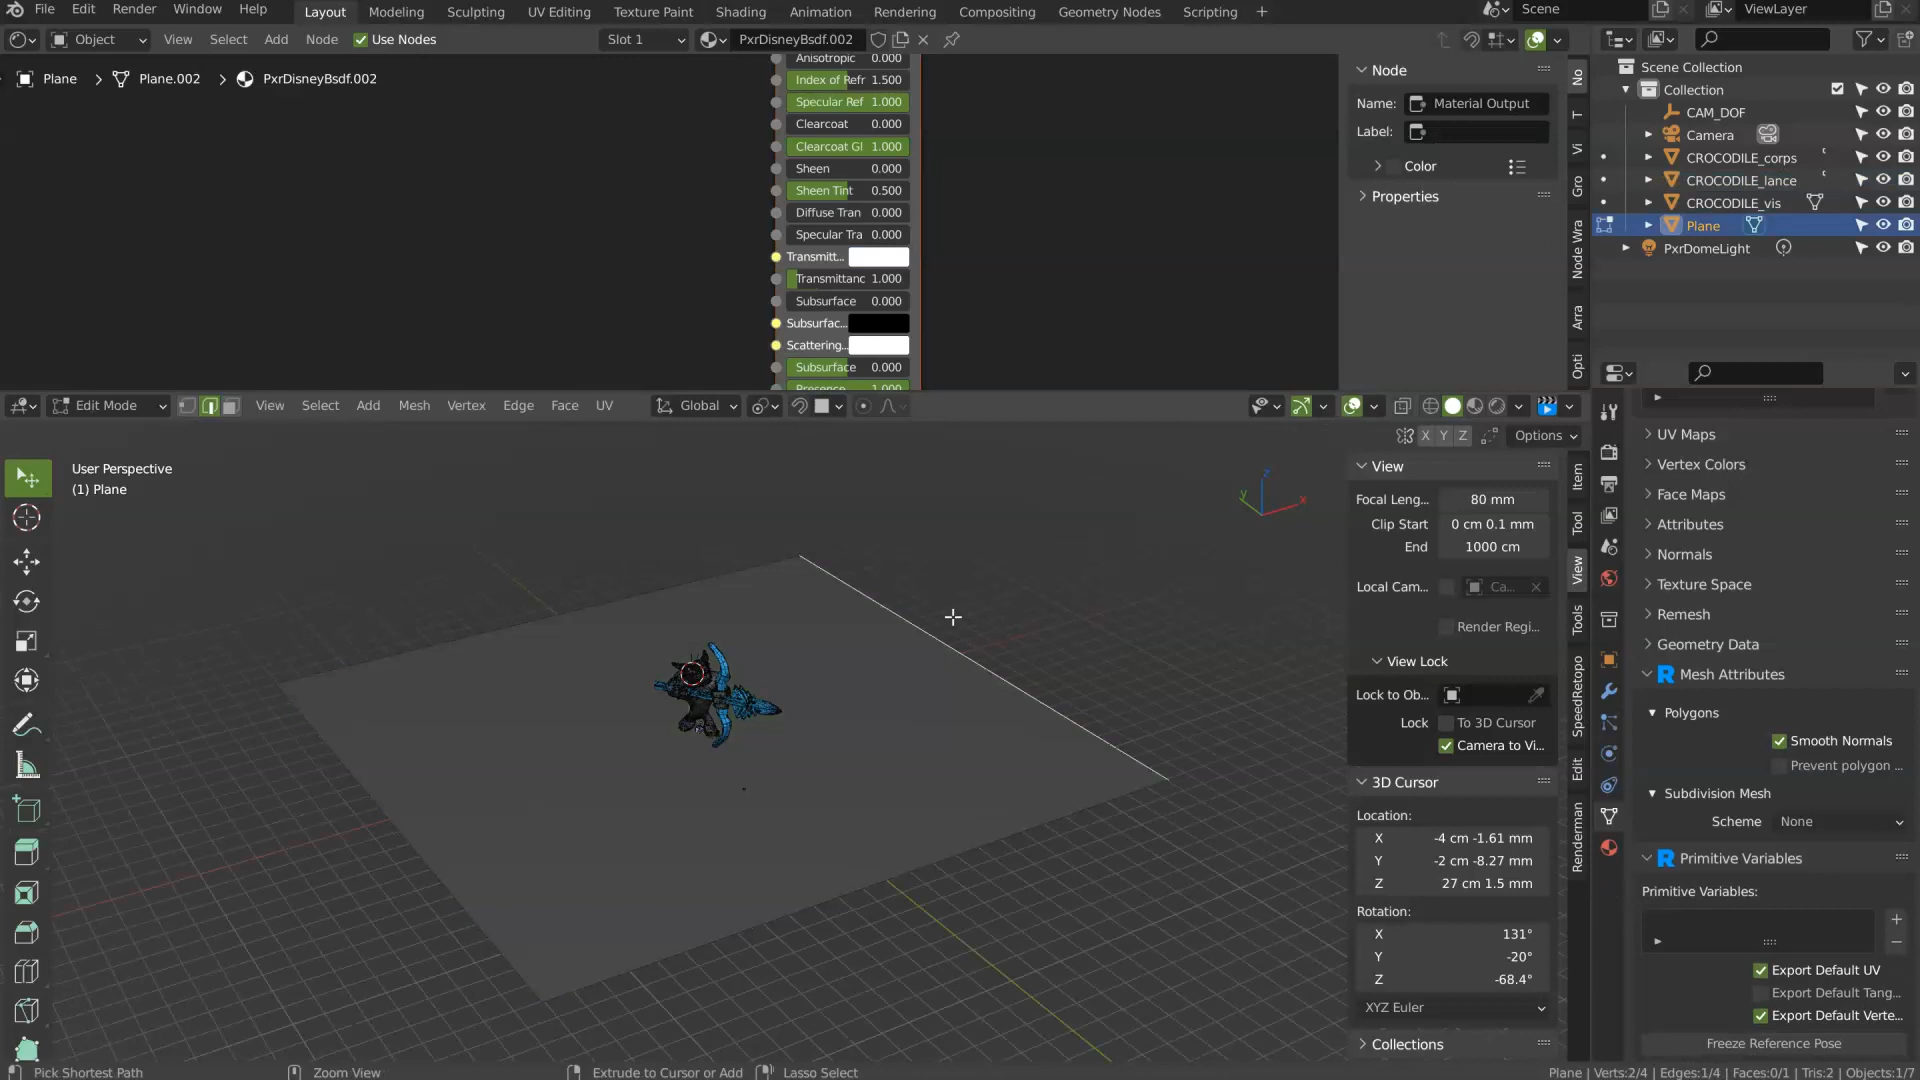 File Edit Render Window Help Layout Modeling Sculpting UV Editing Texture Paint Shading Animation Rendering Compositing Geometry Nodes Scripting + Scene ViewLayer
Object View Select Add Node Use Nodes Slot 1 PxrDisneyBsdf.002
Plane > Plane.002 > PxrDisneyBsdf.002
Anisotropic 0.000
Index of Refr 1.500
Specular Ref 1.000
Clearcoat 0.000
Clearcoat Gl 1.000
Sheen 0.000
Sheen Tint 0.500
Diffuse Tran 0.000
Specular Tra 0.000
Transmitt...
Transmittanc 1.000
Subsurface 0.000
Subsurfac...
Scattering...
Subsurface 0.000
Presence 1.000
Node
Name: Material Output
Label:
Color
Properties
No
T
Vi
Gro
Node Wra
Arra
Opti
Scene Collection
Collection
CAM_DOF
Camera
CROCODILE_corps
CROCODILE_lance
CROCODILE_vis
Plane
PxrDomeLight
Edit Mode View Select Add Mesh Vertex Edge Face UV Global
X Y Z Options
User Perspective
(1) Plane
Z
Y
X
View
Focal Leng... 80 mm
Clip Start 0 cm 0.1 mm
End 1000 cm
Local Cam... Ca...
Render Regi...
View Lock
Lock to Ob...
Lock To 3D Cursor
Camera to Vi...
3D Cursor
Location:
X -4 cm -1.61 mm
Y -2 cm -8.27 mm
Z 27 cm 1.5 mm
Rotation:
X 131°
Y -20°
Z -68.4°
XYZ Euler
Collections
Item
Tool
View
Tools
SpeedRetopo
Edit
Renderman
UV Maps
Vertex Colors
Face Maps
Attributes
Normals
Texture Space
Remesh
Geometry Data
R Mesh Attributes
Polygons
Smooth Normals
Prevent polygon ...
Subdivision Mesh
Scheme None
R Primitive Variables
Primitive Variables:
Export Default UV
Export Default Tang...
Export Default Verte...
Freeze Reference Pose
Pick Shortest Path Zoom View Extrude to Cursor or Add Lasso Select Plane | Verts:2/4 | Edges:1/4 | Faces:0/1 | Tris:2 | Objects:1/7